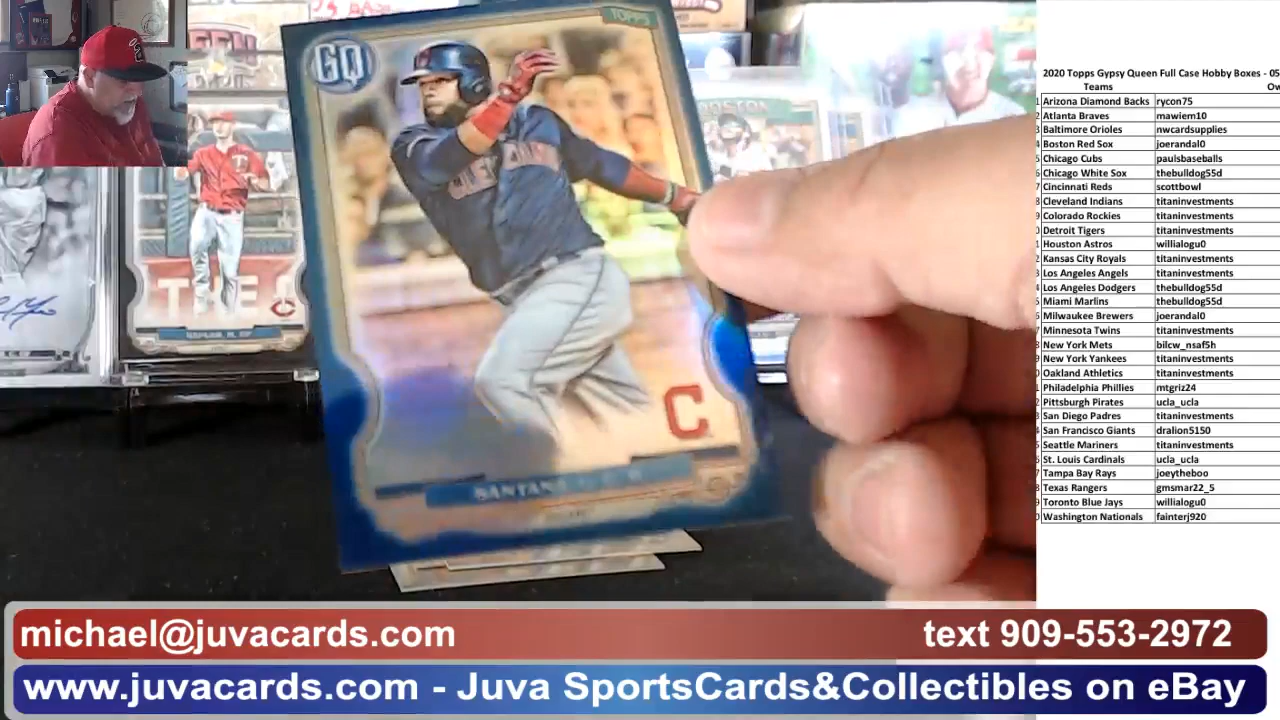 TOPPS
GQ
C
SANTANA
2020 Topps Gypsy Queen Full Case Hobby Boxes - 05
Teams Ow
Arizona Diamond Backs rycon75
Atlanta Braves mawiem10
Baltimore Orioles nwcardsupplies
Boston Red Sox joerandal0
Chicago Cubs paulsbaseballs
Chicago White Sox thebulldog55d
Cincinnati Reds scottbowl
Cleveland Indians titaninvestments
Colorado Rockies titaninvestments
Detroit Tigers titaninvestments
Houston Astros willialogu0
Kansas City Royals titaninvestments
Los Angeles Angels titaninvestments
Los Angeles Dodgers thebulldog55d
Miami Marlins thebulldog55d
Milwaukee Brewers joerandal0
Minnesota Twins titaninvestments
New York Mets bilcw_nsaf5h
New York Yankees titaninvestments
Oakland Athletics titaninvestments
Philadelphia Phillies mtgriz24
Pittsburgh Pirates ucla_ucla
San Diego Padres titaninvestments
San Francisco Giants dralion5150
Seattle Mariners titaninvestments
St. Louis Cardinals ucla_ucla
Tampa Bay Rays joeytheboo
Texas Rangers gmsmar22_5
Toronto Blue Jays willialogu0
Washington Nationals fainterj920
michael@juvacards.com text 909-553-2972
www.juvacards.com - Juva SportsCards&Collectibles on eBay